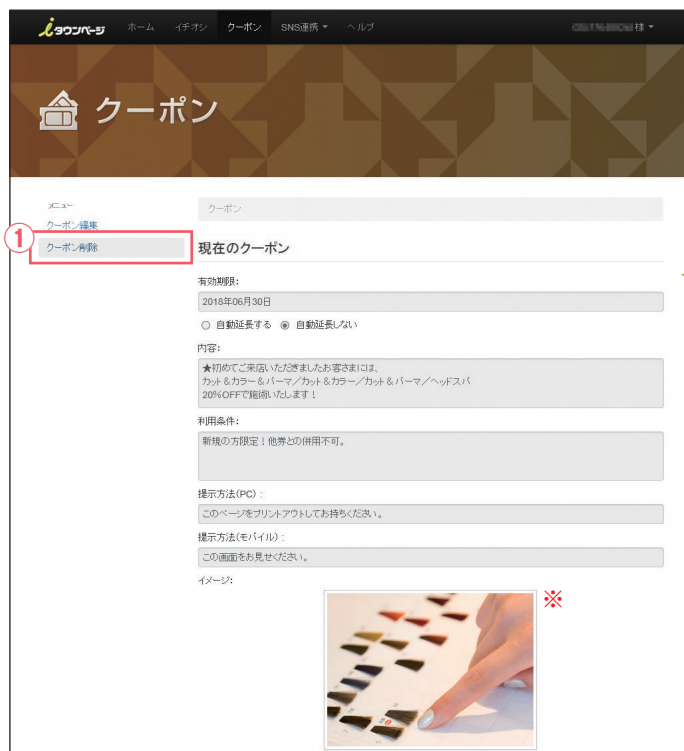 iタウンページ ホーム イチオシ クーポン SNS連携 ヘルプ 様
クーポン
メニュー
クーポン編集
① クーポン削除
クーポン
現在のクーポン
有効期限：
2018年06月30日
自動延長する 自動延長しない
内容：
★初めてご来店いただきましたお客さまには、
カット＆カラー＆パーマ／カット＆カラー／カット＆パーマ／ヘッドスパ
20%OFFで施術いたします！
利用条件：
新規の方限定！他券との併用不可。
提示方法(PC)：
このページをプリントアウトしてお持ちください。
提示方法(モバイル)：
この画面をお見せください。
イメージ：
※